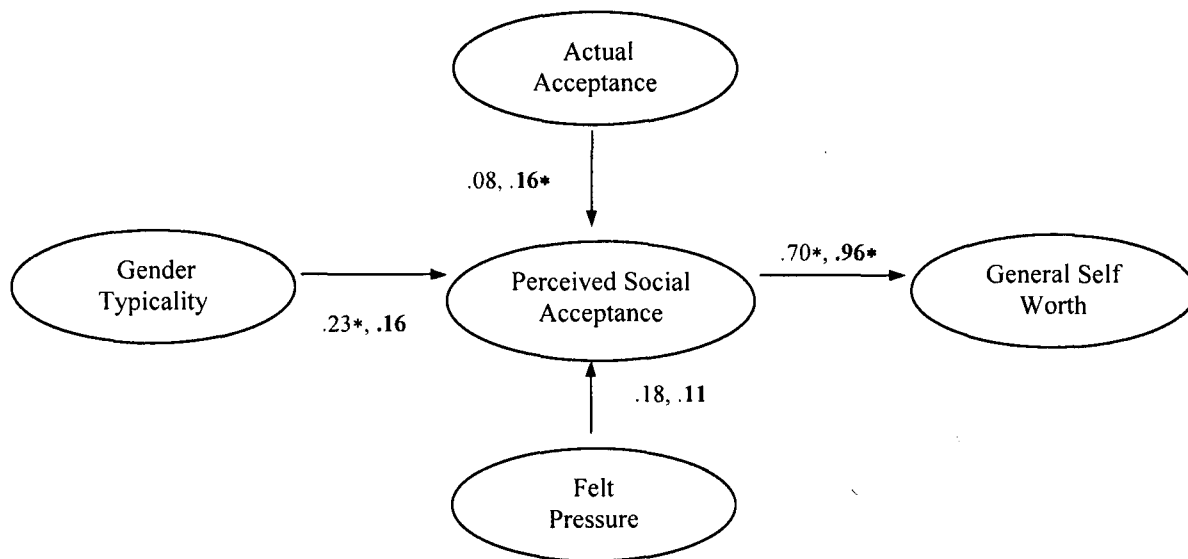 Actual
Acceptance
.08, .16*
Gender
Typicality
.23*, .16
Perceived Social
Acceptance
.70*, .96*
General Self
Worth
.18, .11
Felt
Pressure